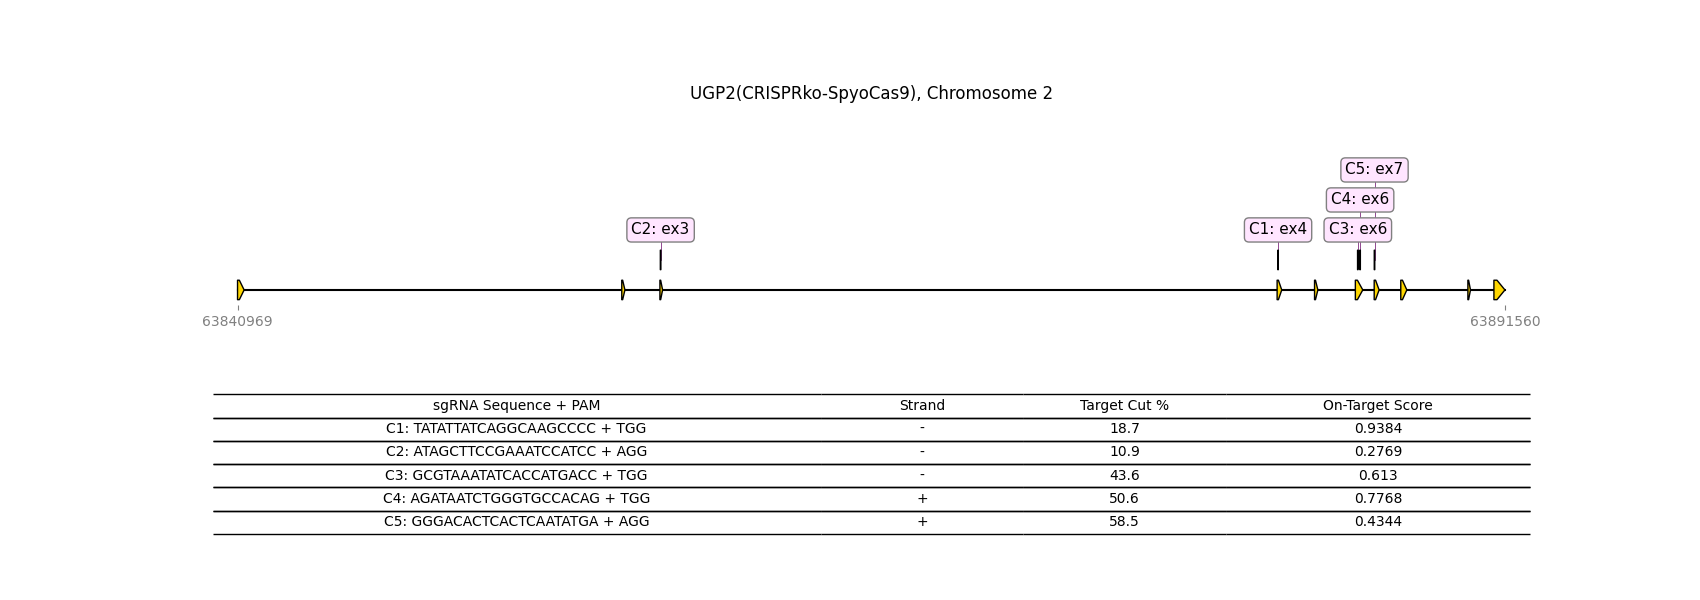 UGP2(CRISPRko-SpyoCas9), Chromosome 2
C5: ex7
C4: ex6
C2: ex3
C1: ex4
C3: ex6
63840969
63891560
sgRNA Sequence + PAM Strand Target Cut % On-Target Score
C1: TATATTATCAGGCAAGCCCC + TGG - 18.7 0.9384
C2: ATAGCTTCCGAAATCCATCC + AGG - 10.9 0.2769
C3: GCGTAAATATCACCATGACC + TGG - 43.6 0.613
C4: AGATAATCTGGGTGCCACAG + TGG + 50.6 0.7768
C5: GGGACACTCACTCAATATGA + AGG + 58.5 0.4344